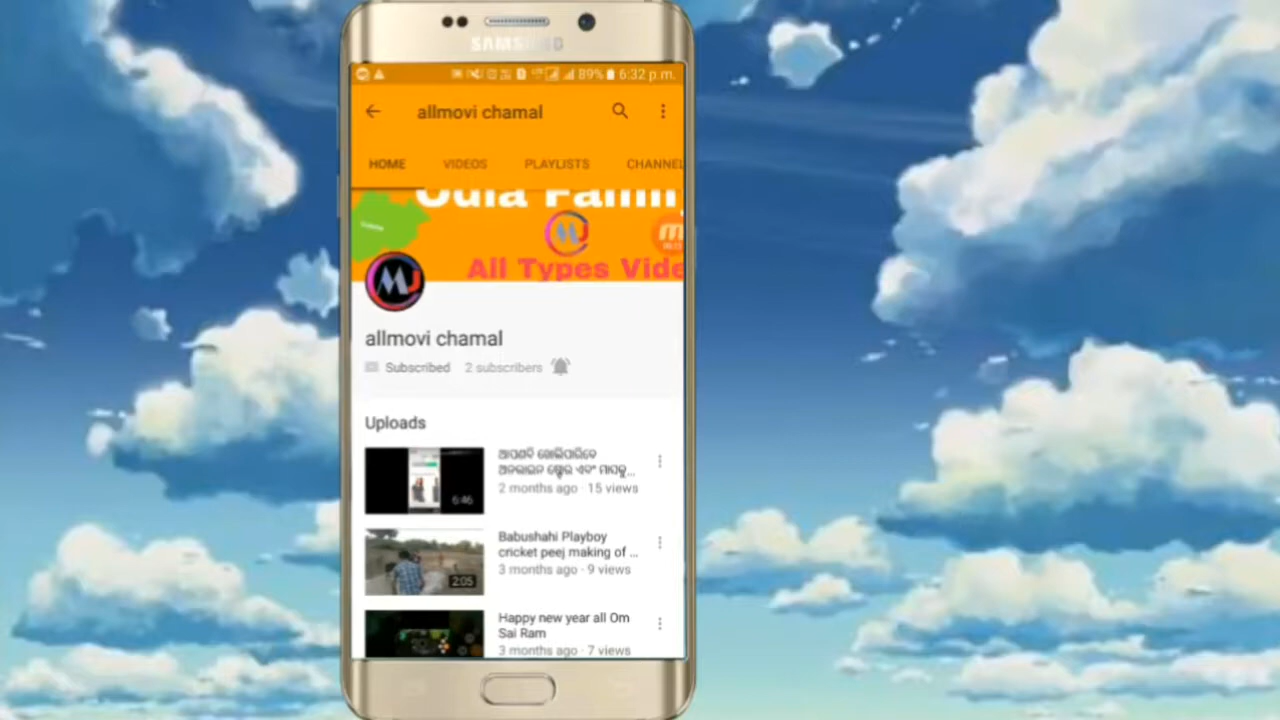 SAMSUNG
89% 6:32 p.m.
allmovi chamal
HOME VIDEOS PLAYLISTS CHANNEL
All Types Vide
allmovi chamal
Subscribed 2 subscribers
Uploads
6:46
2 months ago · 15 views
Babushahi Playboy
cricket peej making of ...
2:05
3 months ago · 9 views
Happy new year all Om
Sai Ram
3 months ago · 7 views